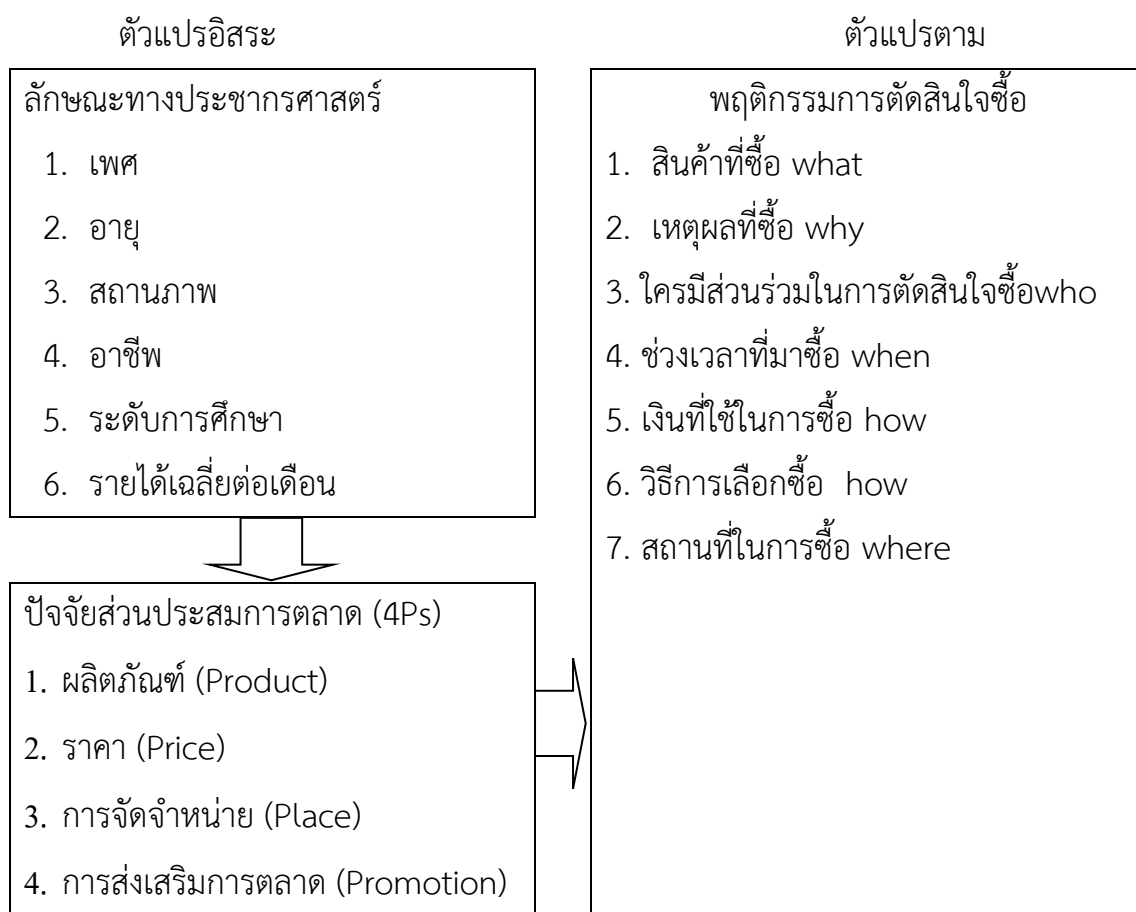 ตัวแปรอิสระ
ลักษณะทางประชากรศาสตร์
1. เพศ
2. อายุ
3. สถานภาพ
4. อาชีพ
5. ระดับการศึกษา
6. รายได้เฉลี่ยต่อเดือน
ปัจจัยส่วนประสมการตลาด (4Ps)
1. ผลิตภัณฑ์ (Product)
2. ราคา (Price)
3. การจัดจำหน่าย (Place)
4. การส่งเสริมการตลาด (Promotion)
ตัวแปรตาม
พฤติกรรมการตัดสินใจซื้อ
1. สินค้าที่ซื้อ what
2. เหตุผลที่ซื้อ why
3. ใครมีส่วนร่วมในการตัดสินใจซื้อwho
4. ช่วงเวลาที่มาซื้อ when
5. เงินที่ใช้ในการซื้อ how
6. วิธีการเลือกซื้อ how
7. สถานที่ในการซื้อ where